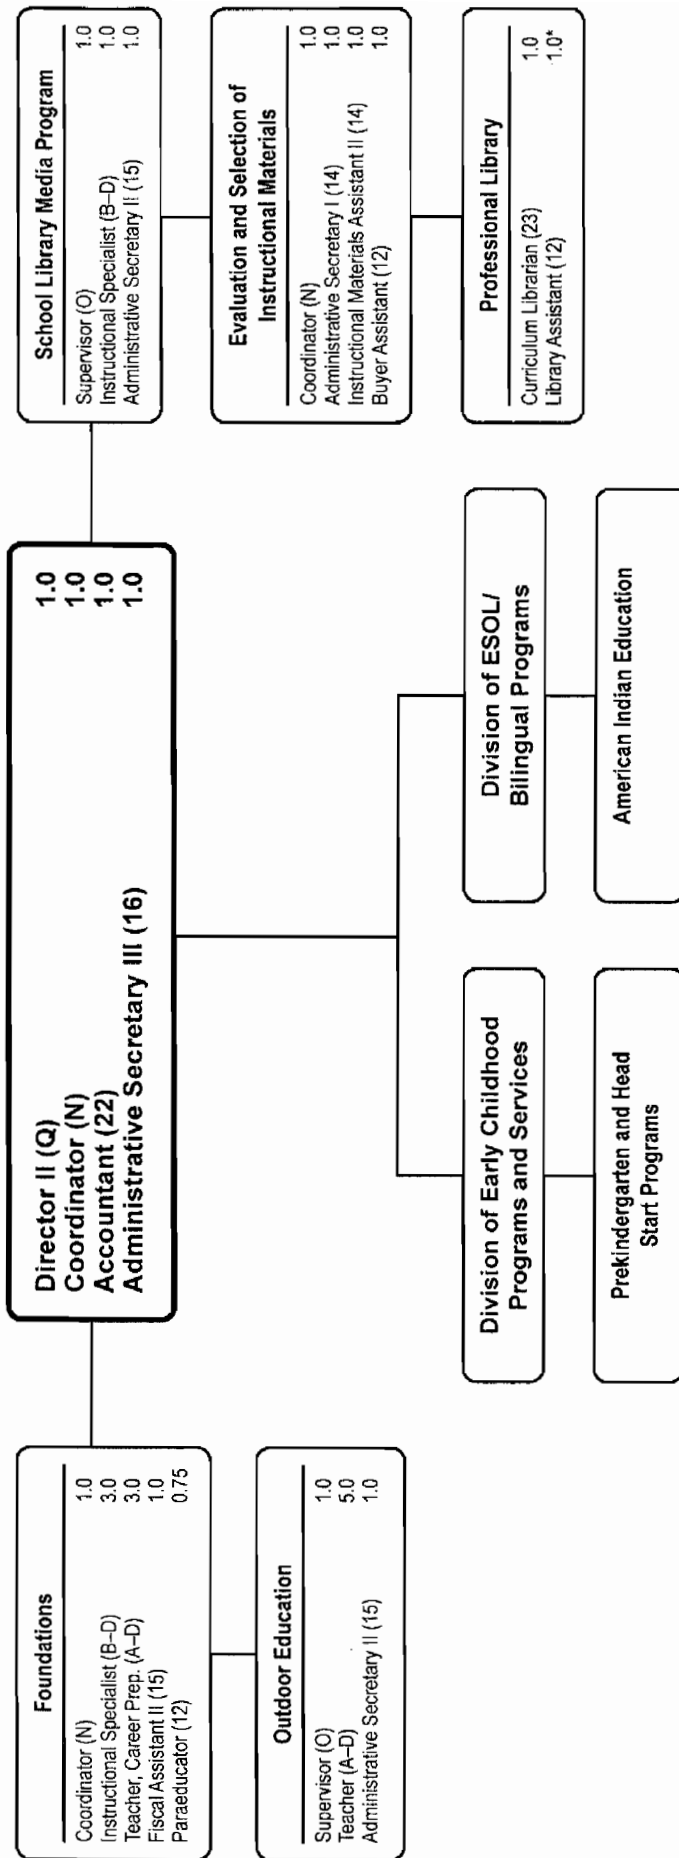 Director II (Q) 1.0
Coordinator (N) 1.0
Accountant (22) 1.0
Administrative Secretary III (16) 1.0
Foundations
Coordinator (N) 1.0
Instructional Specialist (B–D) 3.0
Teacher, Career Prep. (A–D) 3.0
Fiscal Assistant II (15) 1.0
Paraeducator (12) 0.75
Outdoor Education
Supervisor (O) 1.0
Teacher (A–D) 5.0
Administrative Secretary II (15) 1.0
Division of Early Childhood
Programs and Services
Prekindergarten and Head
Start Programs
Division of ESOL/
Bilingual Programs
American Indian Education
School Library Media Program
Supervisor (O) 1.0
Instructional Specialist (B–D) 1.0
Administrative Secretary II (15) 1.0
Evaluation and Selection of
Instructional Materials
Coordinator (N) 1.0
Administrative Secretary I (14) 1.0
Instructional Materials Assistant II (14) 1.0
Buyer Assistant (12) 1.0
Professional Library
Curriculum Librarian (23) 1.0
Library Assistant (12) 1.0*